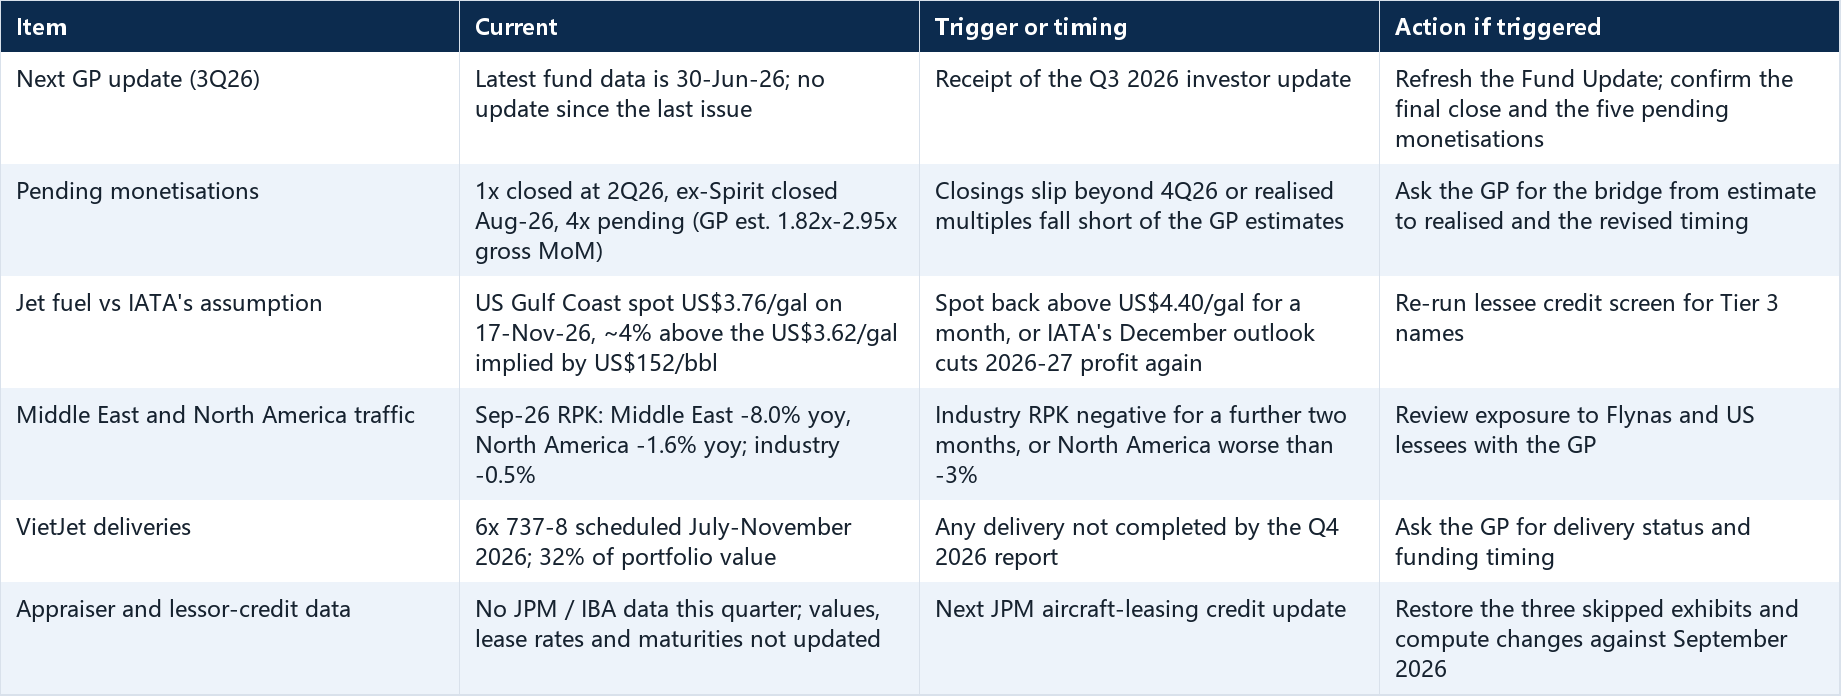 Item
Current
Trigger or timing
Action if triggered
Next GP update (3Q26)
Latest fund data is 30-Jun-26; no
update since the last issue
Receipt of the Q3 2026 investor update
Refresh the Fund Update; confirm the
final close and the five pending
monetisations
Pending monetisations
1x closed at 2Q26, ex-Spirit closed
Aug-26, 4x pending (GP est. 1.82x-2.95x
gross MoM)
Closings slip beyond 4Q26 or realised
multiples fall short of the GP estimates
Ask the GP for the bridge from estimate
to realised and the revised timing
Jet fuel vs IATA's assumption
US Gulf Coast spot US$3.76/gal on
17-Nov-26, ~4% above the US$3.62/gal
implied by US$152/bbl
Spot back above US$4.40/gal for a
month, or IATA's December outlook
cuts 2026-27 profit again
Re-run lessee credit screen for Tier 3
names
Middle East and North America traffic
Sep-26 RPK: Middle East -8.0% yoy,
North America -1.6% yoy; industry
-0.5%
Industry RPK negative for a further two
months, or North America worse than
-3%
Review exposure to Flynas and US
lessees with the GP
VietJet deliveries
6x 737-8 scheduled July-November
2026; 32% of portfolio value
Any delivery not completed by the Q4
2026 report
Ask the GP for delivery status and
funding timing
Appraiser and lessor-credit data
No JPM / IBA data this quarter; values,
lease rates and maturities not updated
Next JPM aircraft-leasing credit update
Restore the three skipped exhibits and
compute changes against September
2026